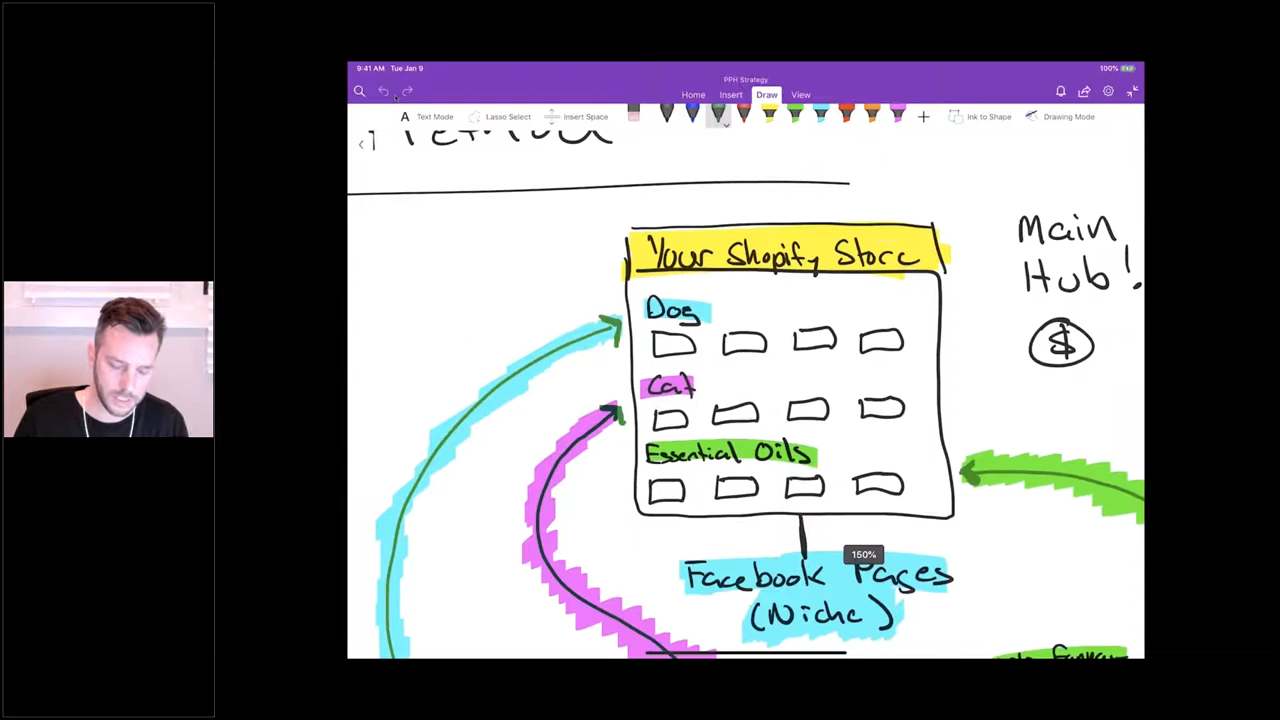 9:41 AM Tue Jan 9
100%
PPH Strategy
Home Insert Draw View
A Text Mode Lasso Select Insert Space Ink to Shape Drawing Mode
Main
Hub!
$
Your Shopify Store
Dog
Cat
Essential Oils
150%
Facebook Pages
(Niche)